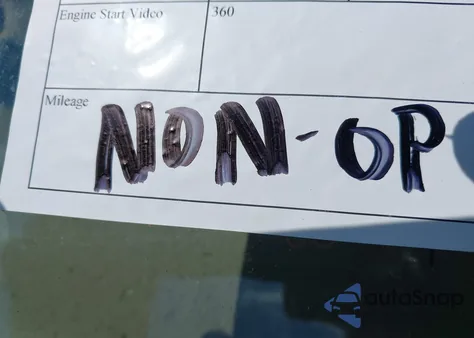 Engine Start Video
360
Mileage
NON-OP
autoSnap